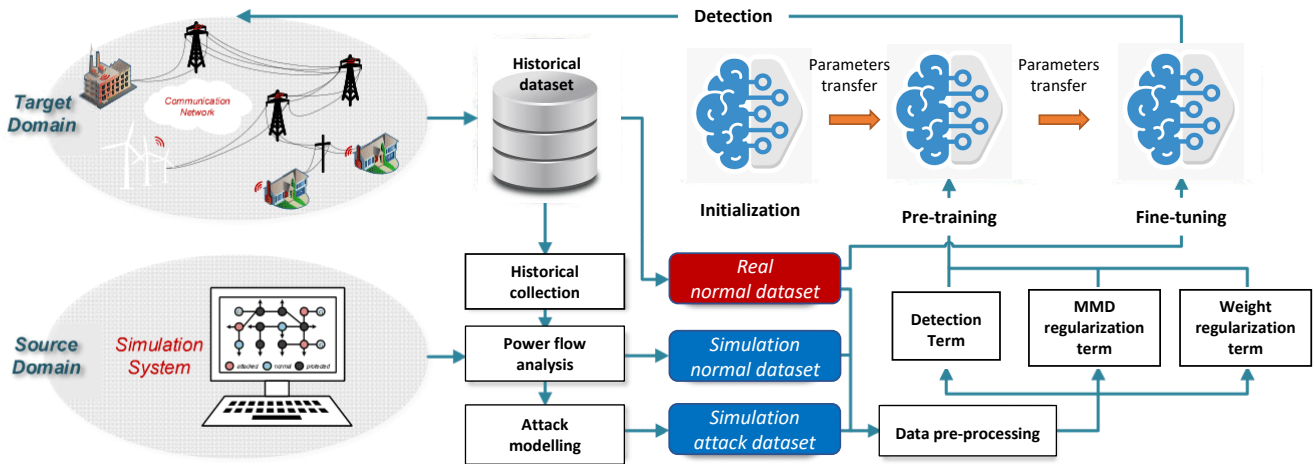 Detection
Historical
dataset
Parameters
transfer
Parameters
transfer
Target
Domain
Communication
Network
Initialization
Pre-training
Fine-tuning
Historical
collection
Real
normal dataset
Detection
Term
MMD
regularization
term
Weight
regularization
term
Source
Domain
Simulation
System
attacked
normal
protected
Power flow
analysis
Simulation
normal dataset
Attack
modelling
Simulation
attack dataset
Data pre-processing